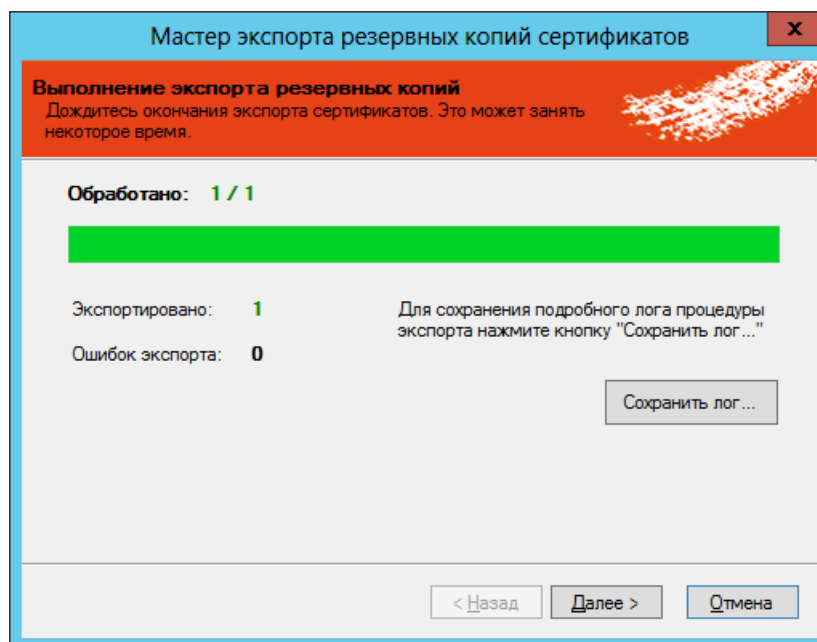 Мастер экспорта резервных копий сертификатов
x
Выполнение экспорта резервных копий
Дождитесь окончания экспорта сертификатов. Это может занять
некоторое время.
Обработано: 1 / 1
Экспортировано: 1
Ошибок экспорта: 0
Для сохранения подробного лога процедуры
экспорта нажмите кнопку "Сохранить лог..."
Сохранить лог...
< Назад
Далее >
Отмена